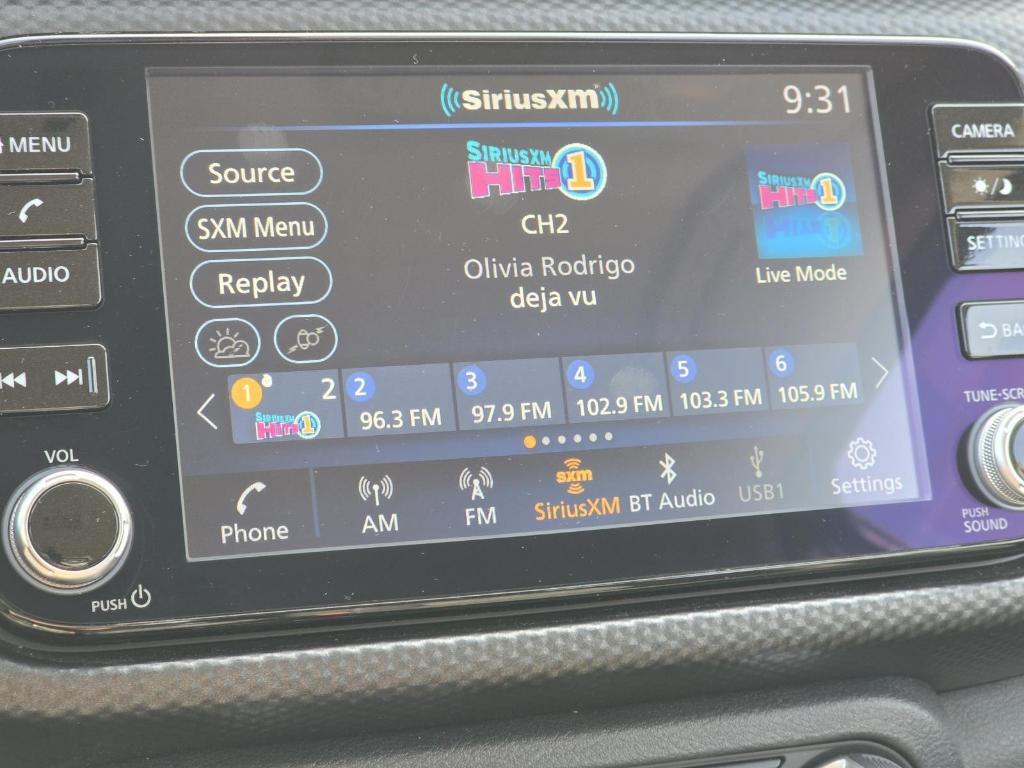 SiriusXM
9:31
MENU
AUDIO
VOL
PUSH
Source
SXM Menu
Replay
SIRIUSXM
HITS 1
CH2
Olivia Rodrigo
deja vu
SIRIUSXM
HITS 1
Live Mode
1 2
SIRIUSXM
HITS 1
2 96.3 FM
3 97.9 FM
4 102.9 FM
5 103.3 FM
6 105.9 FM
Phone
AM
FM
sxm
SiriusXM
BT Audio
USB1
Settings
CAMERA
SETTING
BA
TUNE-SCR
PUSH
SOUND